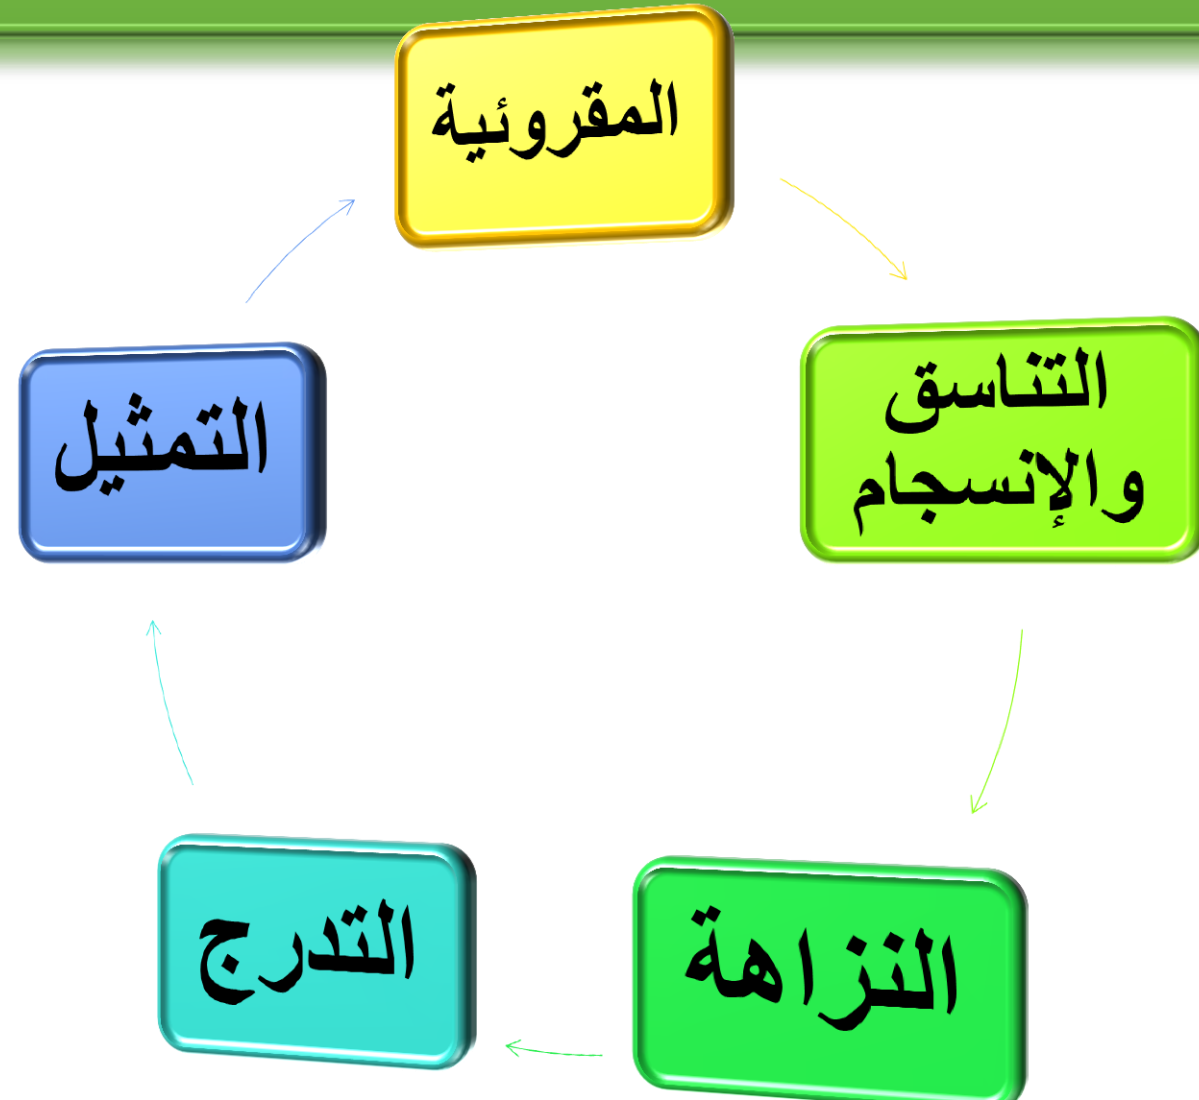 المقروئية
التناسق
والإنسجام
النزاهة
التدرج
التمثيل